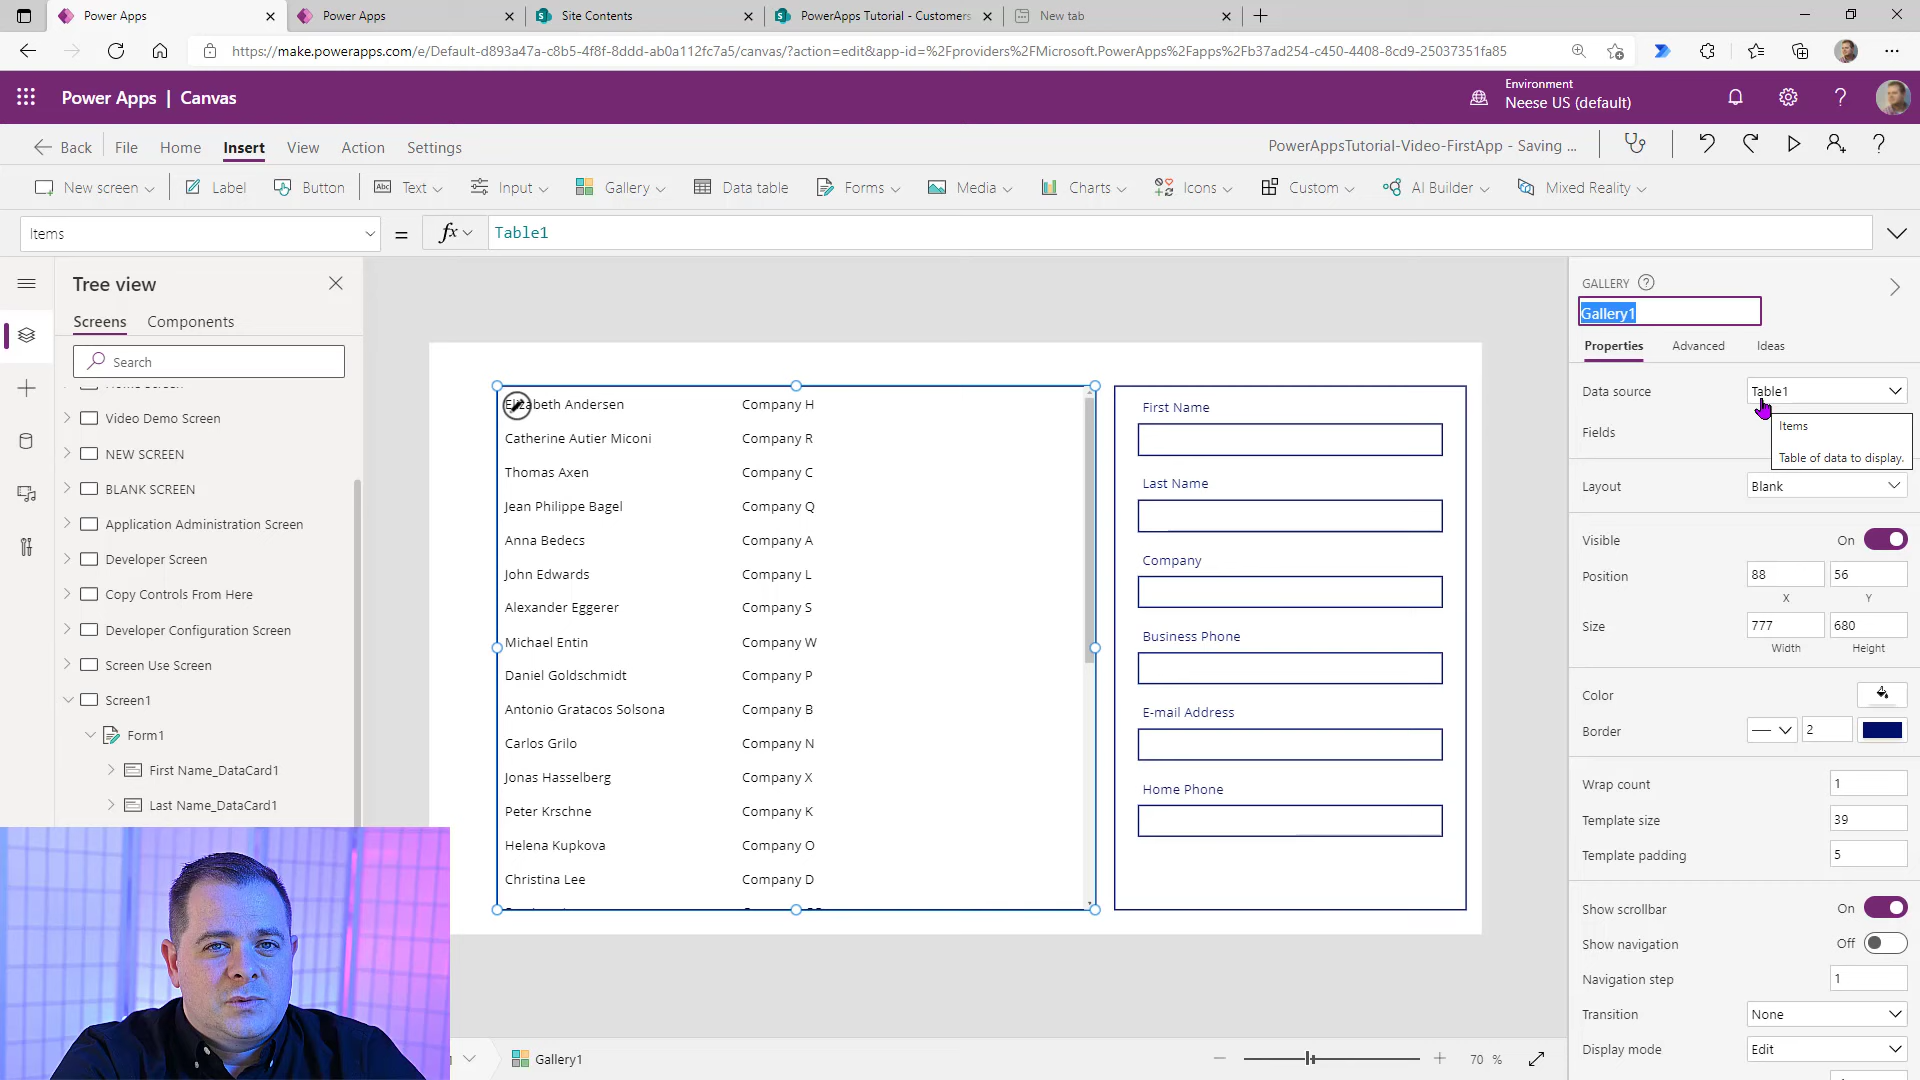 Power Apps
Power Apps
Site Contents
PowerApps Tutorial - Customers
New tab
https://make.powerapps.com/e/Default-d893a47a-c8b5-4f8f-8ddd-ab0a112fc7a5/canvas/?action=edit&app-id=%2Fproviders%2FMicrosoft.PowerApps%2Fapps%2Fb37ad254-c450-4408-8cd9-25037351fa85
Power Apps | Canvas
Environment
Neese US (default)
Back File Home Insert View Action Settings
PowerAppsTutorial-Video-FirstApp - Saving ...
New screen Label Button Text Input Gallery Data table Forms Media Charts Icons Custom AI Builder Mixed Reality
Items = fx Table1
Tree view
Screens Components
Search
Video Demo Screen
NEW SCREEN
BLANK SCREEN
Application Administration Screen
Developer Screen
Copy Controls From Here
Developer Configuration Screen
Screen Use Screen
Screen1
Form1
First Name_DataCard1
Last Name_DataCard1
Elizabeth Andersen Company H
Catherine Autier Miconi Company R
Thomas Axen Company C
Jean Philippe Bagel Company Q
Anna Bedecs Company A
John Edwards Company L
Alexander Eggerer Company S
Michael Entin Company W
Daniel Goldschmidt Company P
Antonio Gratacos Solsona Company B
Carlos Grilo Company N
Jonas Hasselberg Company X
Peter Krschne Company K
Helena Kupkova Company O
Christina Lee Company D
First Name
Last Name
Company
Business Phone
E-mail Address
Home Phone
GALLERY
Gallery1
Properties Advanced Ideas
Data source Table1
Items
Table of data to display.
Fields
Layout Blank
Visible On
Position 88 56
X Y
Size 777 680
Width Height
Color
Border 2
Wrap count 1
Template size 39
Template padding 5
Show scrollbar On
Show navigation Off
Navigation step 1
Transition None
Display mode Edit
Gallery1
70 %